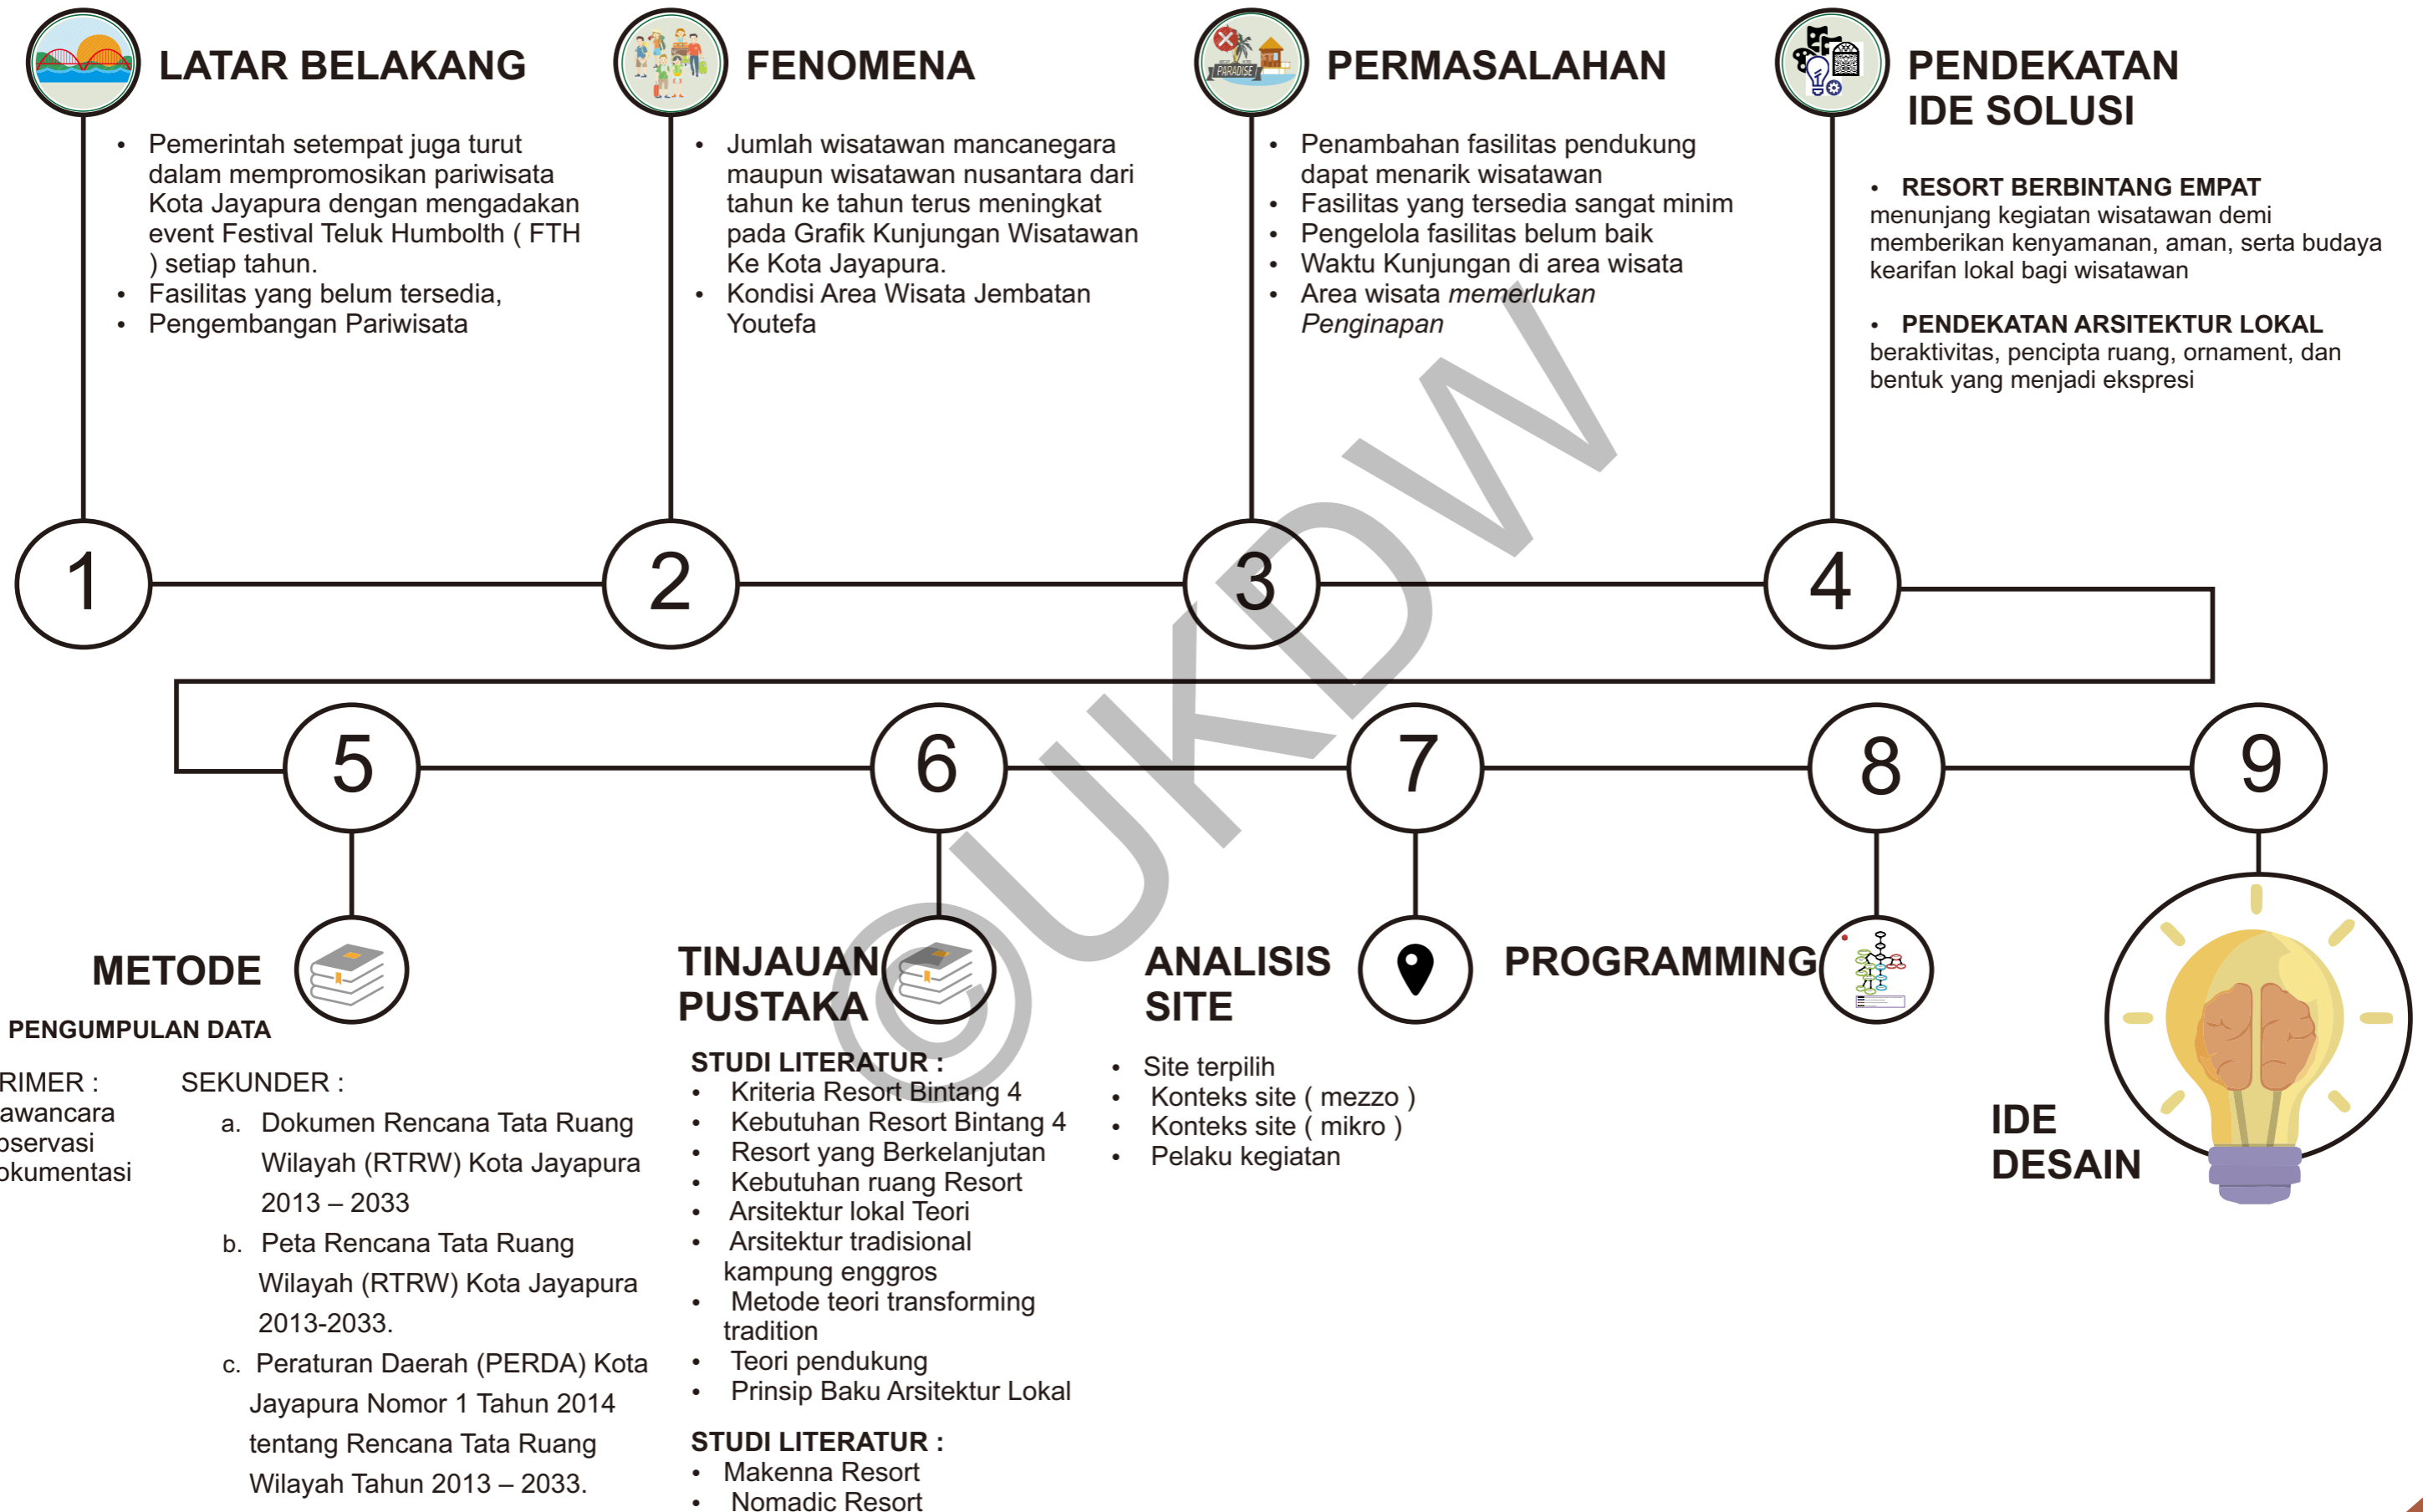 LATAR BELAKANG
• Pemerintah setempat juga turut
dalam mempromosikan pariwisata
Kota Jayapura dengan mengadakan
event Festival Teluk Humbolth ( FTH
) setiap tahun.
• Fasilitas yang belum tersedia,
• Pengembangan Pariwisata
FENOMENA
• Jumlah wisatawan mancanegara
maupun wisatawan nusantara dari
tahun ke tahun terus meningkat
pada Grafik Kunjungan Wisatawan
Ke Kota Jayapura.
• Kondisi Area Wisata Jembatan
Youtefa
PARADISE
PERMASALAHAN
• Penambahan fasilitas pendukung
dapat menarik wisatawan
• Fasilitas yang tersedia sangat minim
• Pengelola fasilitas belum baik
• Waktu Kunjungan di area wisata
• Area wisata memerlukan
Penginapan
PENDEKATAN
IDE SOLUSI
• RESORT BERBINTANG EMPAT
menunjang kegiatan wisatawan demi
memberikan kenyamanan, aman, serta budaya
kearifan lokal bagi wisatawan
• PENDEKATAN ARSITEKTUR LOKAL
beraktivitas, pencipta ruang, ornament, dan
bentuk yang menjadi ekspresi
1
2
3
4
5
6
7
8
9
METODE
PENGUMPULAN DATA
RIMER :
awancara
bservasi
okumentasi
SEKUNDER :
a. Dokumen Rencana Tata Ruang
Wilayah (RTRW) Kota Jayapura
2013 – 2033
b. Peta Rencana Tata Ruang
Wilayah (RTRW) Kota Jayapura
2013-2033.
c. Peraturan Daerah (PERDA) Kota
Jayapura Nomor 1 Tahun 2014
tentang Rencana Tata Ruang
Wilayah Tahun 2013 – 2033.
TINJAUAN
PUSTAKA
STUDI LITERATUR :
• Kriteria Resort Bintang 4
• Kebutuhan Resort Bintang 4
• Resort yang Berkelanjutan
• Kebutuhan ruang Resort
• Arsitektur lokal Teori
• Arsitektur tradisional
kampung enggros
• Metode teori transforming
tradition
• Teori pendukung
• Prinsip Baku Arsitektur Lokal
STUDI LITERATUR :
• Makenna Resort
• Nomadic Resort
ANALISIS
SITE
• Site terpilih
• Konteks site ( mezzo )
• Konteks site ( mikro )
• Pelaku kegiatan
PROGRAMMING
IDE
DESAIN
©UKDW